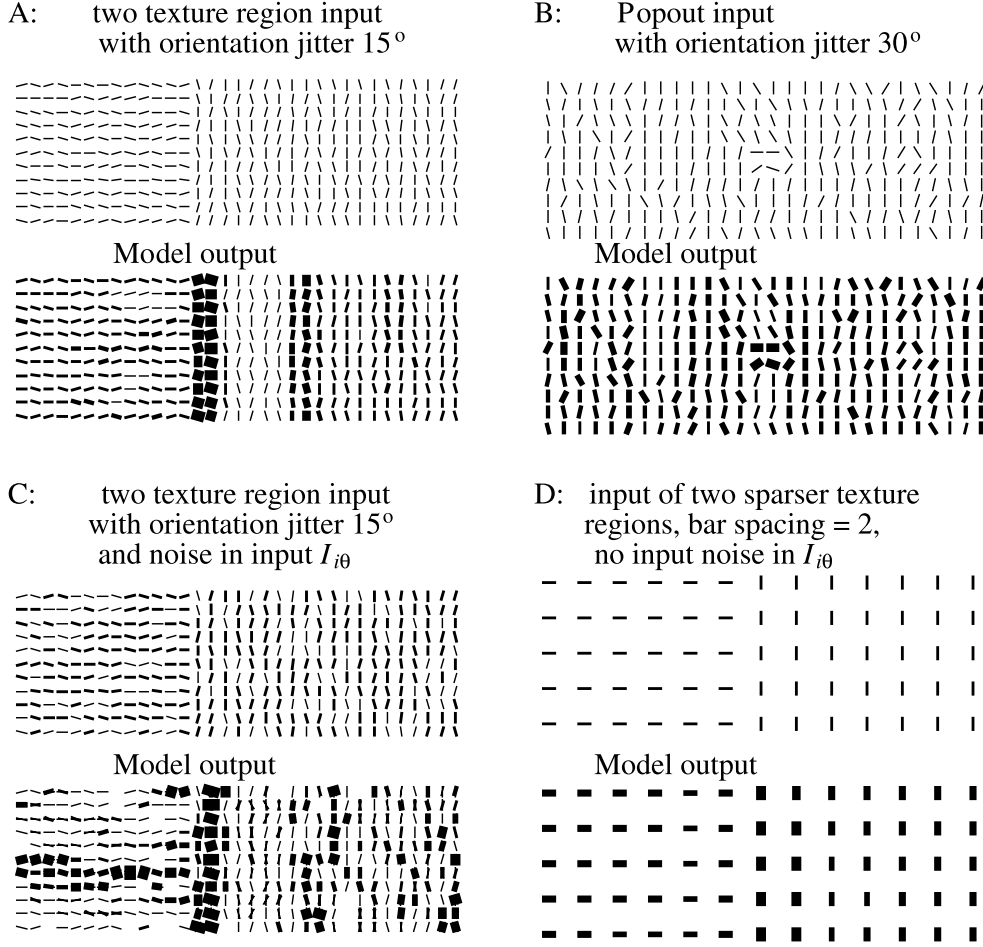 A: two texture region input
with orientation jitter 15°
Model output
B: Popout input
with orientation jitter 30°
Model output
C: two texture region input
with orientation jitter 15°
and noise in input Iiθ
Model output
D: input of two sparser texture
regions, bar spacing = 2,
no input noise in Iiθ
Model output